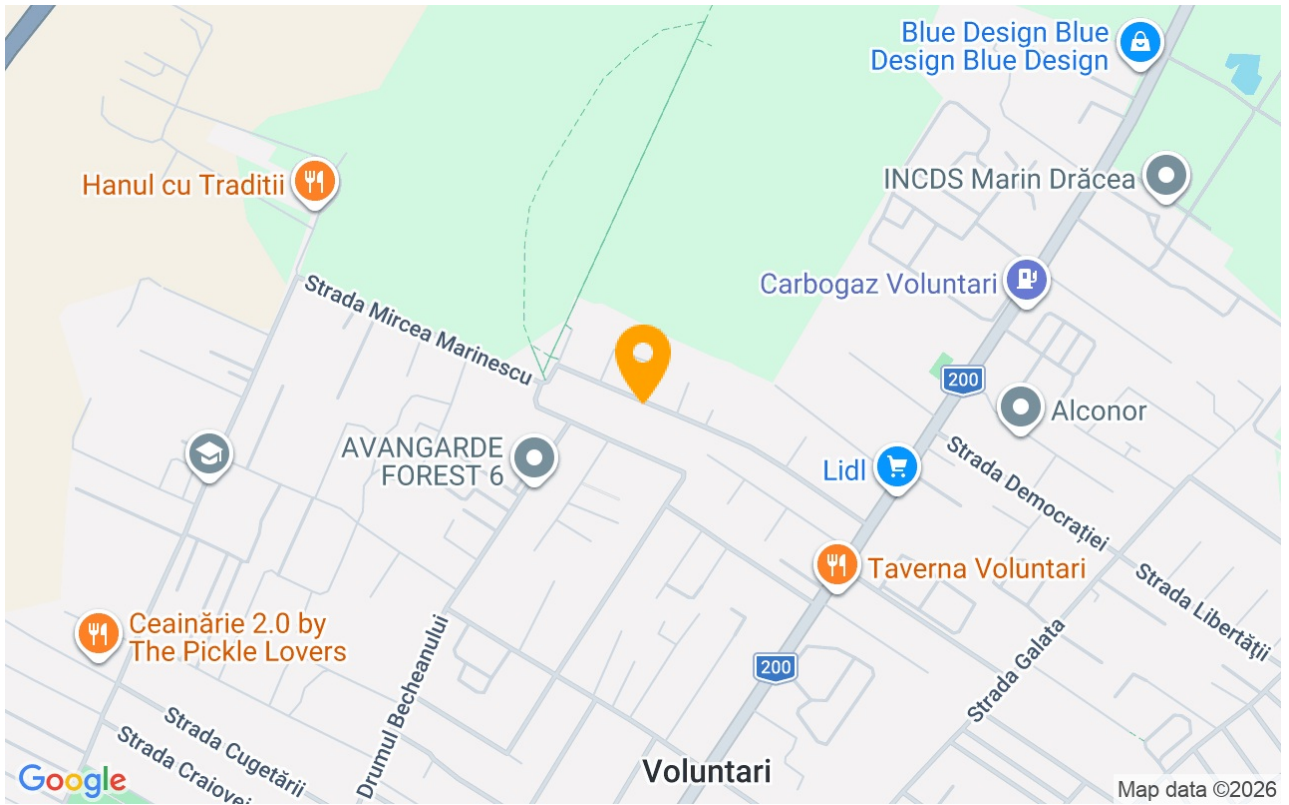 Blue Design Blue
Design Blue Design
Hanul cu Traditii
INCDS Marin Drăcea
Strada Mircea Marinescu
Carbogaz Voluntari
200
Alconor
AVANGARDE
FOREST 6
Lidl
Strada Democrației
Taverna Voluntari
Strada Libertății
Ceainărie 2.0 by
The Pickle Lovers
Drumul Becheanului
200
Strada Galata
Strada Cugetării
Strada Craiovei
Voluntari
Google
Map data ©2026